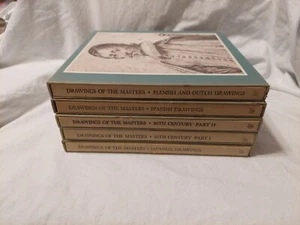 DRAWINGS OF THE MASTERS • FLEMISH AND DUTCH DRAWINGS
DRAWINGS OF THE MASTERS • SPANISH DRAWINGS
DRAWINGS OF THE MASTERS • 20TH CENTURY • PART II
DRAWINGS OF THE MASTERS • 20TH CENTURY • PART I
DRAWINGS OF THE MASTERS • JAPANESE DRAWINGS